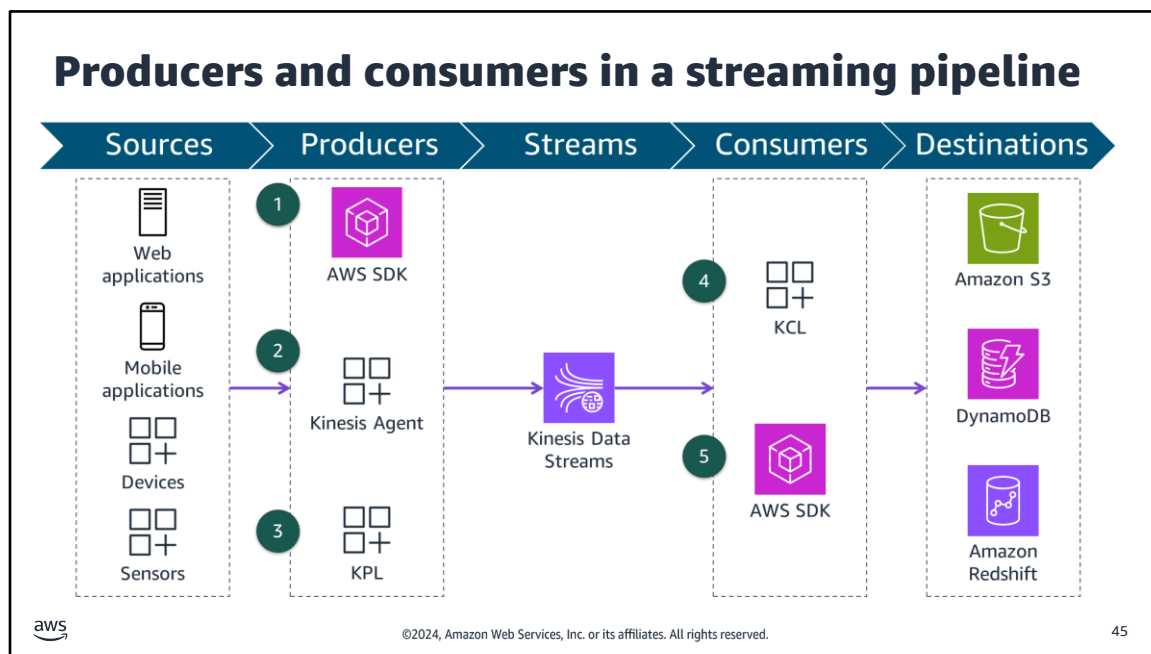 Producers and consumers in a streaming pipeline
Sources
Producers
Streams
Consumers
Destinations
Web
applications
Mobile
applications
Devices
Sensors
1
AWS SDK
2
Kinesis Agent
3
KPL
Kinesis Data
Streams
4
KCL
5
AWS SDK
Amazon S3
DynamoDB
Amazon
Redshift
aws
©2024, Amazon Web Services, Inc. or its affiliates. All rights reserved.
45